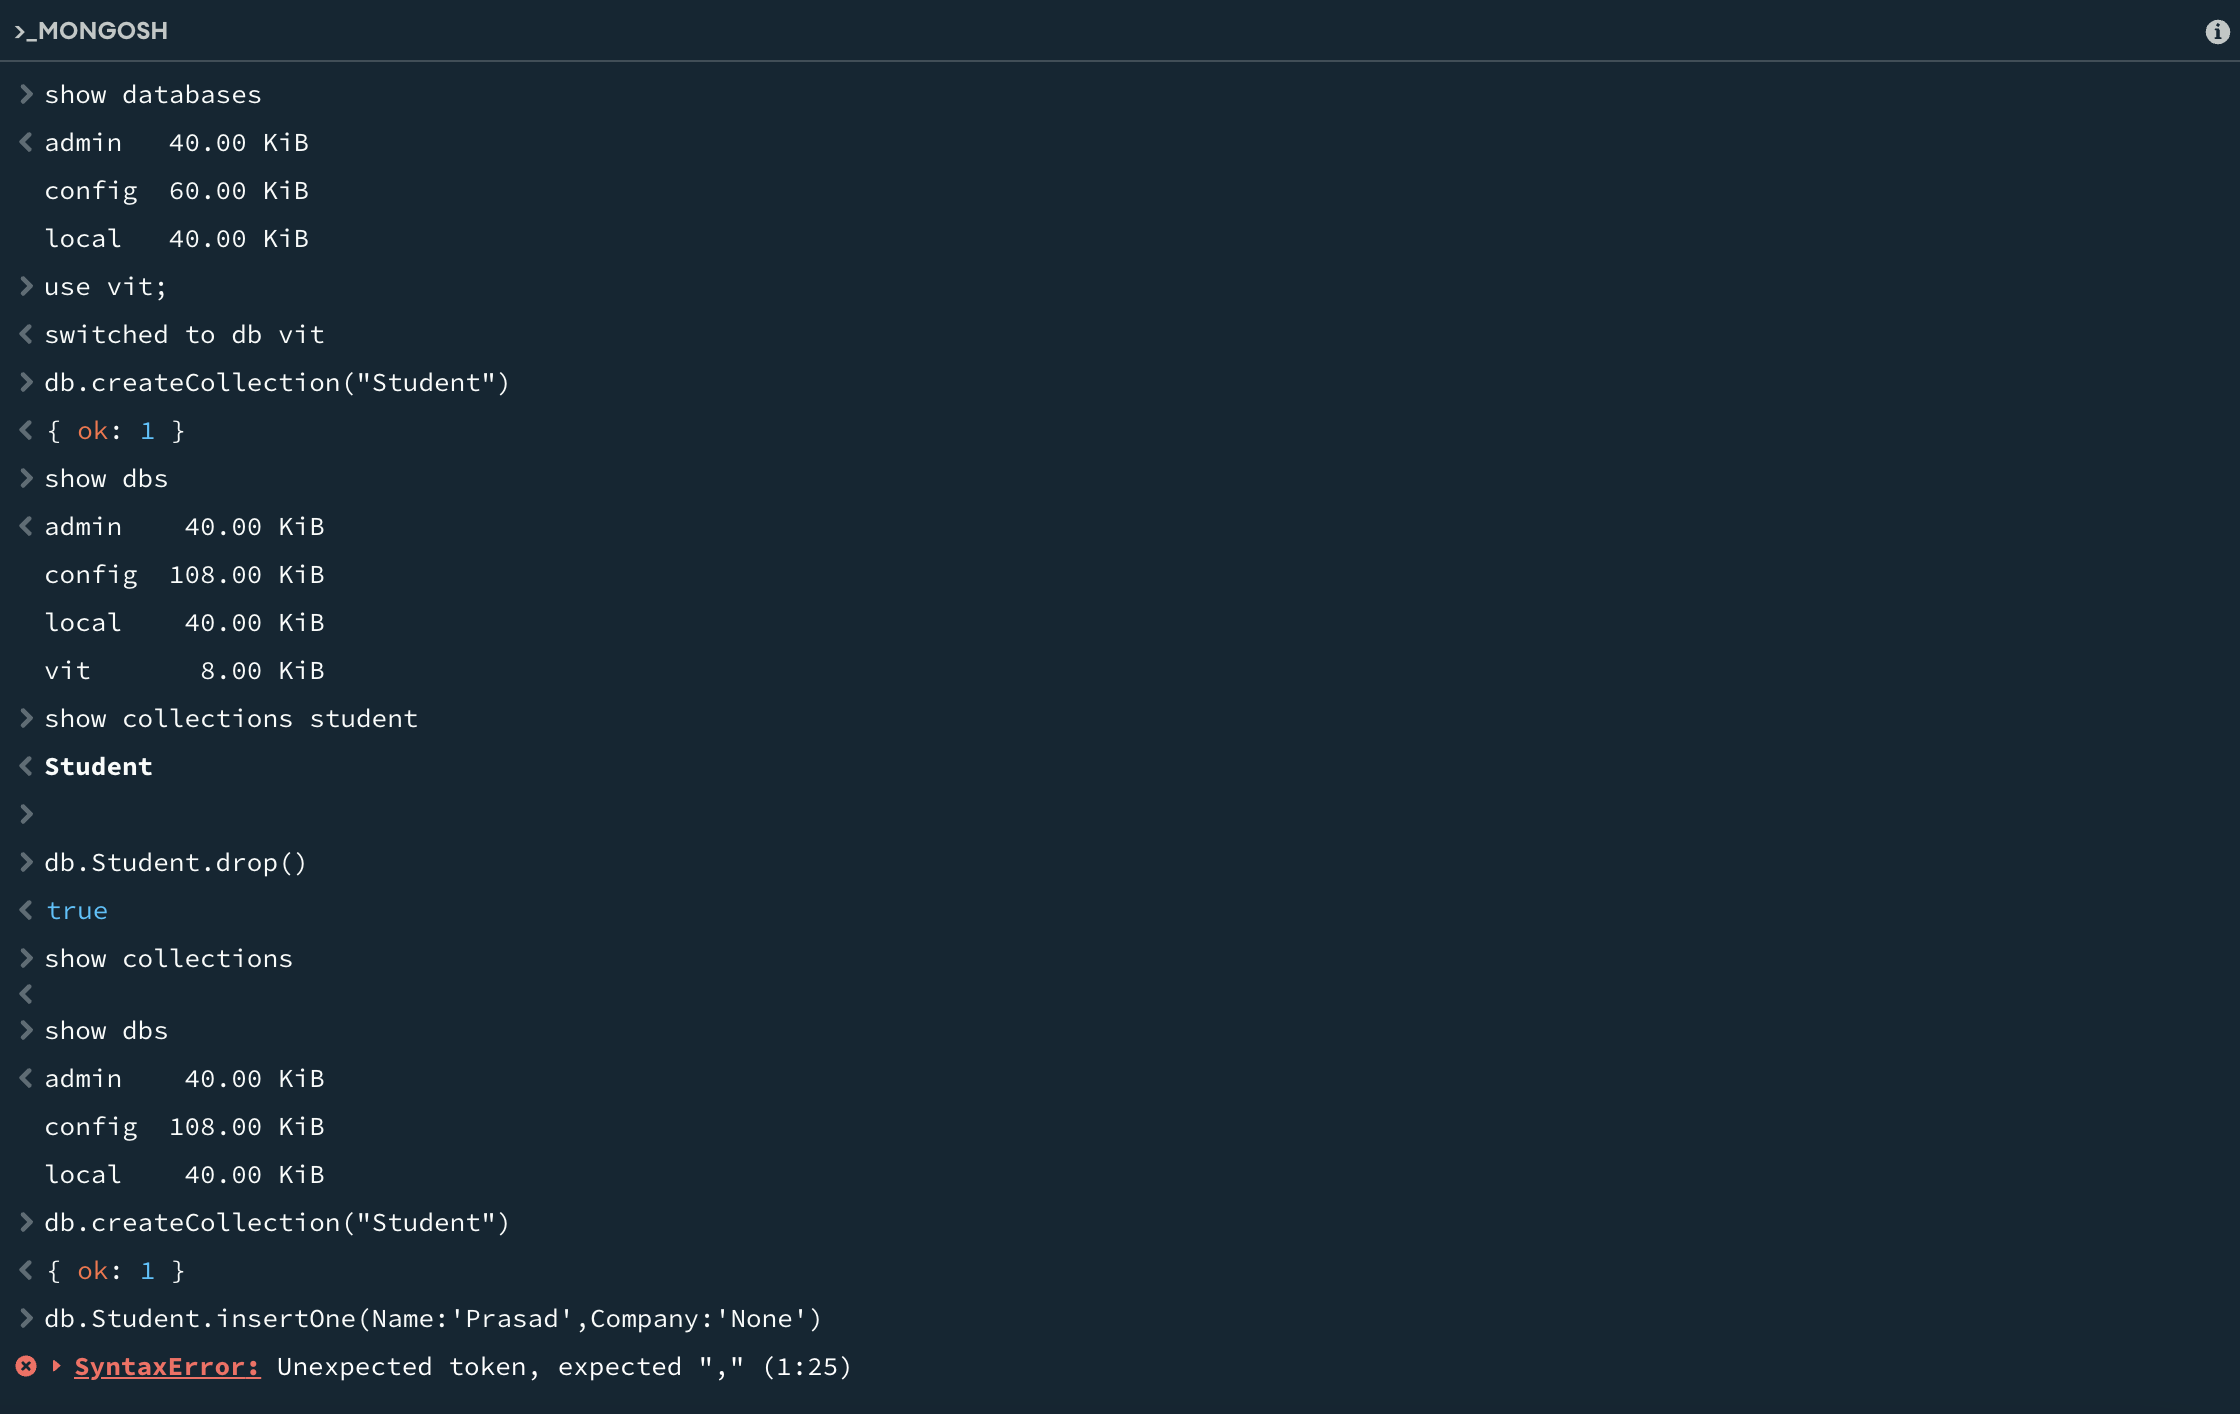 >_MONGOSH
> show databases
< admin   40.00 KiB
config  60.00 KiB
local   40.00 KiB
> use vit;
< switched to db vit
> db.createCollection("Student")
< { ok: 1 }
> show dbs
< admin    40.00 KiB
config  108.00 KiB
local    40.00 KiB
vit       8.00 KiB
> show collections student
< Student
>
> db.Student.drop()
< true
> show collections
<
> show dbs
< admin    40.00 KiB
config  108.00 KiB
local    40.00 KiB
> db.createCollection("Student")
< { ok: 1 }
> db.Student.insertOne(Name:'Prasad',Company:'None')
SyntaxError: Unexpected token, expected "," (1:25)